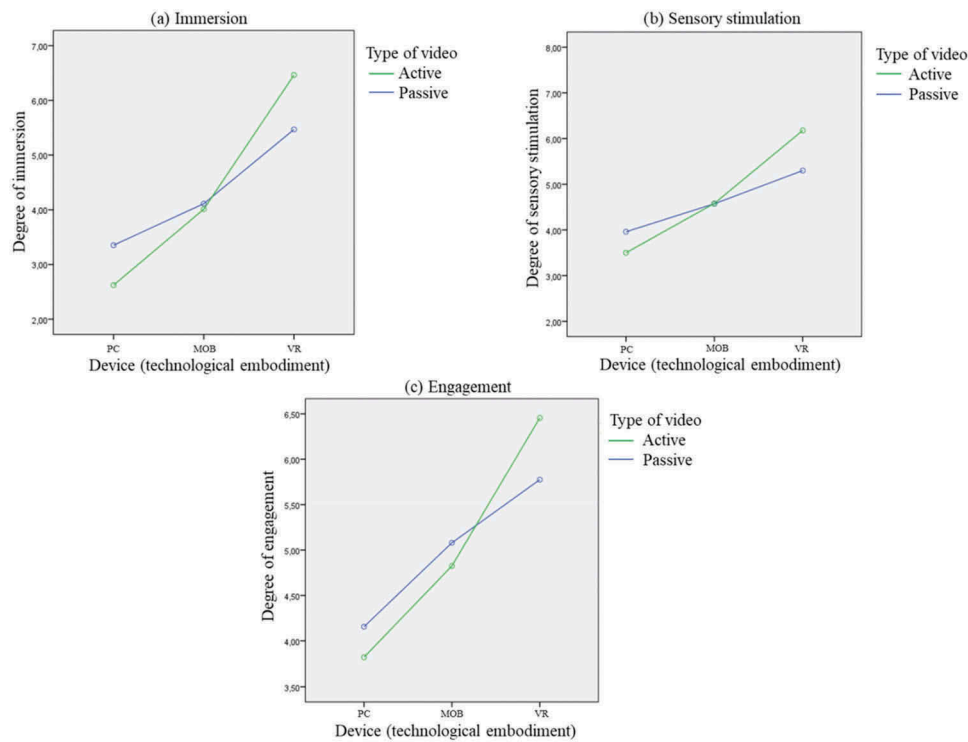 (a) Immersion
Type of video
Active
Passive
Degree of immersion
7,00
6,00
5,00
4,00
3,00
2,00
PC
MOB
VR
Device (technological embodiment)
(b) Sensory stimulation
Type of video
Active
Passive
Degree of sensory stimulation
8,00
7,00
6,00
5,00
4,00
3,00
2,00
PC
MOB
VR
Device (technological embodiment)
(c) Engagement
Type of video
Active
Passive
Degree of engagement
6,50
6,00
5,50
5,00
4,50
4,00
3,50
PC
MOB
VR
Device (technological embodiment)